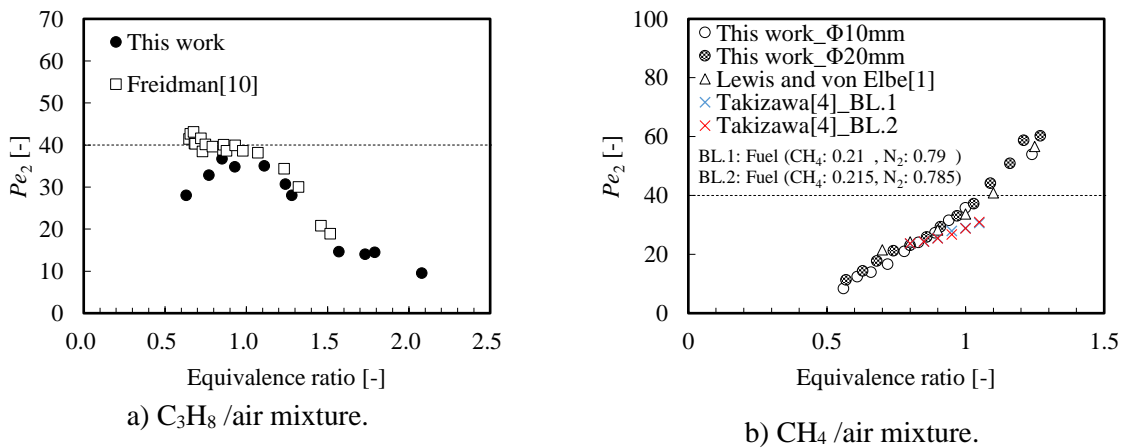 70
60
50
40
30
20
10
0
Pe₂ [-]
This work
Freidman[10]
0.0 0.5 1.0 1.5 2.0 2.5
Equivalence ratio [-]
a) C₃H₈ /air mixture.
100
80
60
40
20
0
Pe₂ [-]
This work_Φ10mm
This work_Φ20mm
Lewis and von Elbe[1]
Takizawa[4]_BL.1
Takizawa[4]_BL.2
BL.1: Fuel (CH₄: 0.21 , N₂: 0.79 )
BL.2: Fuel (CH₄: 0.215, N₂: 0.785)
0 0.5 1 1.5
Equivalence ratio [-]
b) CH₄ /air mixture.